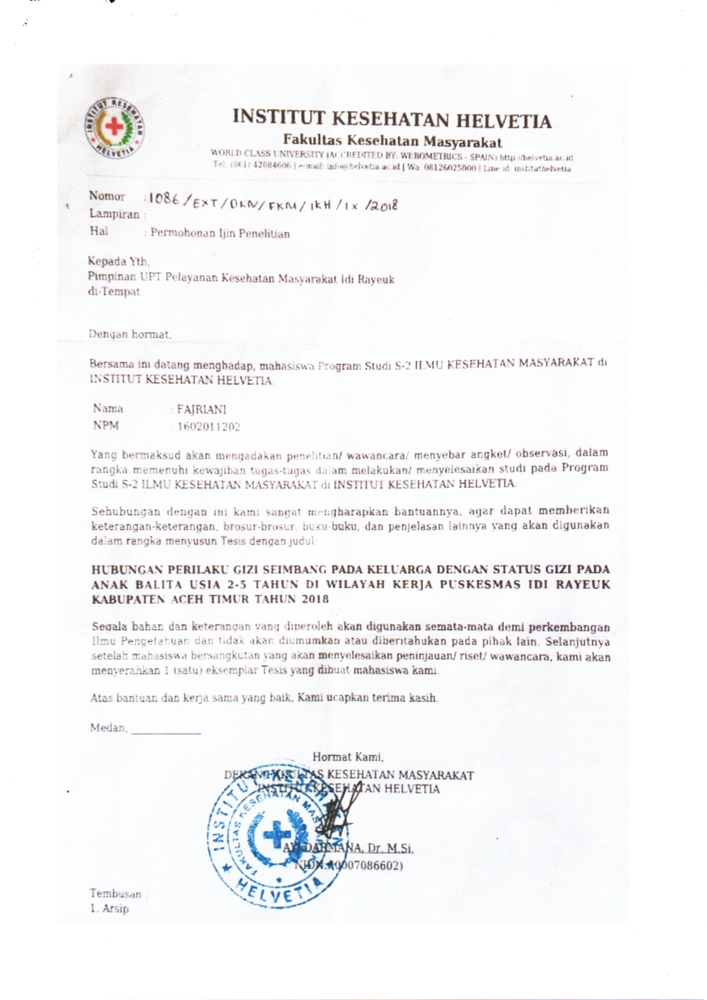 INSTITUT KESEHATAN
HELVETIA
INSTITUT KESEHATAN HELVETIA
Fakultas Kesehatan Masyarakat
WORLD CLASS UNIVERSITY (ACCREDITED BY: WEBOMETRICS - SPAIN) http://helvetia.ac.id
Tel: (061) 42084606 | e-mail: info@helvetia.ac.id | Wa: 08126025000 | Line id: instituthelvetia
Nomor : 1086/EXT/DKN/FKM/IKH/IX/2018
Lampiran :
Hal : Permohonan Ijin Penelitian
Kepada Yth,
Pimpinan UPT Pelayanan Kesehatan Masyarakat Idi Rayeuk
di-Tempat
Dengan hormat,
Bersama ini datang menghadap, mahasiswa Program Studi S-2 ILMU KESEHATAN MASYARAKAT di
INSTITUT KESEHATAN HELVETIA:
Nama : FAJRIANI
NPM : 1602011202
Yang bermaksud akan mengadakan penelitian/ wawancara/ menyebar angket/ observasi, dalam
rangka memenuhi kewajiban tugas-tugas dalam melakukan/ menyelesaikan studi pada Program
Studi S-2 ILMU KESEHATAN MASYARAKAT di INSTITUT KESEHATAN HELVETIA.
Sehubungan dengan ini kami sangat mengharapkan bantuannya, agar dapat memberikan
keterangan-keterangan, brosur-brosur, buku-buku, dan penjelasan lainnya yang akan digunakan
dalam rangka menyusun Tesis dengan judul:
HUBUNGAN PERILAKU GIZI SEIMBANG PADA KELUARGA DENGAN STATUS GIZI PADA
ANAK BALITA USIA 2-5 TAHUN DI WILAYAH KERJA PUSKESMAS IDI RAYEUK
KABUPATEN ACEH TIMUR TAHUN 2018
Segala bahan dan keterangan yang diperoleh akan digunakan semata-mata demi perkembangan
Ilmu Pengetahuan dan tidak akan diumumkan atau diberitahukan pada pihak lain. Selanjutnya
setelah mahasiswa bersangkutan yang akan menyelesaikan peninjauan/ riset/ wawancara, kami akan
menyerahkan 1 (satu) eksemplar Tesis yang dibuat mahasiswa kami.
Atas bantuan dan kerja sama yang baik, Kami ucapkan terima kasih.
Medan, ____________
Hormat Kami,
DEKAN FAKULTAS KESEHATAN MASYARAKAT
INSTITUT KESEHATAN HELVETIA
INSTITUT KESEHATAN
FAKULTAS KESEHATAN MASYARAKAT
HELVETIA
AYI DARMANA, Dr. M.Si.
NIDN.(0007086602)
Tembusan :
1. Arsip